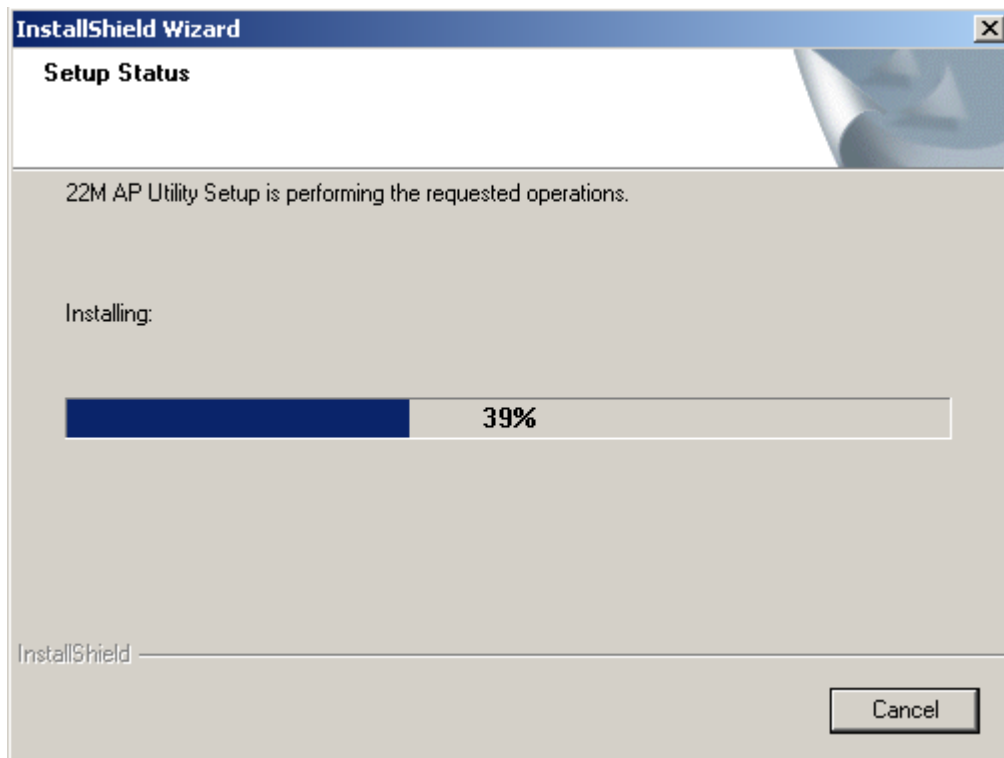 InstallShield Wizard
Setup Status
22M AP Utility Setup is performing the requested operations.
Installing:
39%
InstallShield
Cancel